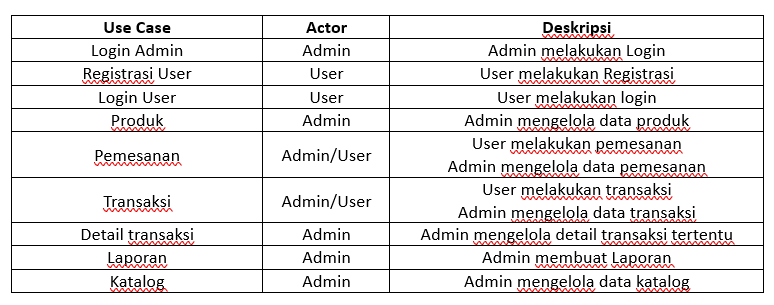 Use Case Actor Deskripsi
Login Admin Admin Admin melakukan Login
Registrasi User User User melakukan Registrasi
Login User User User melakukan login
Produk Admin Admin mengelola data produk
Pemesanan Admin/User User melakukan pemesanan
Admin mengelola data pemesanan
Transaksi Admin/User User melakukan transaksi
Admin mengelola data transaksi
Detail transaksi Admin Admin mengelola detail transaksi tertentu
Laporan Admin Admin membuat Laporan
Katalog Admin Admin mengelola data katalog